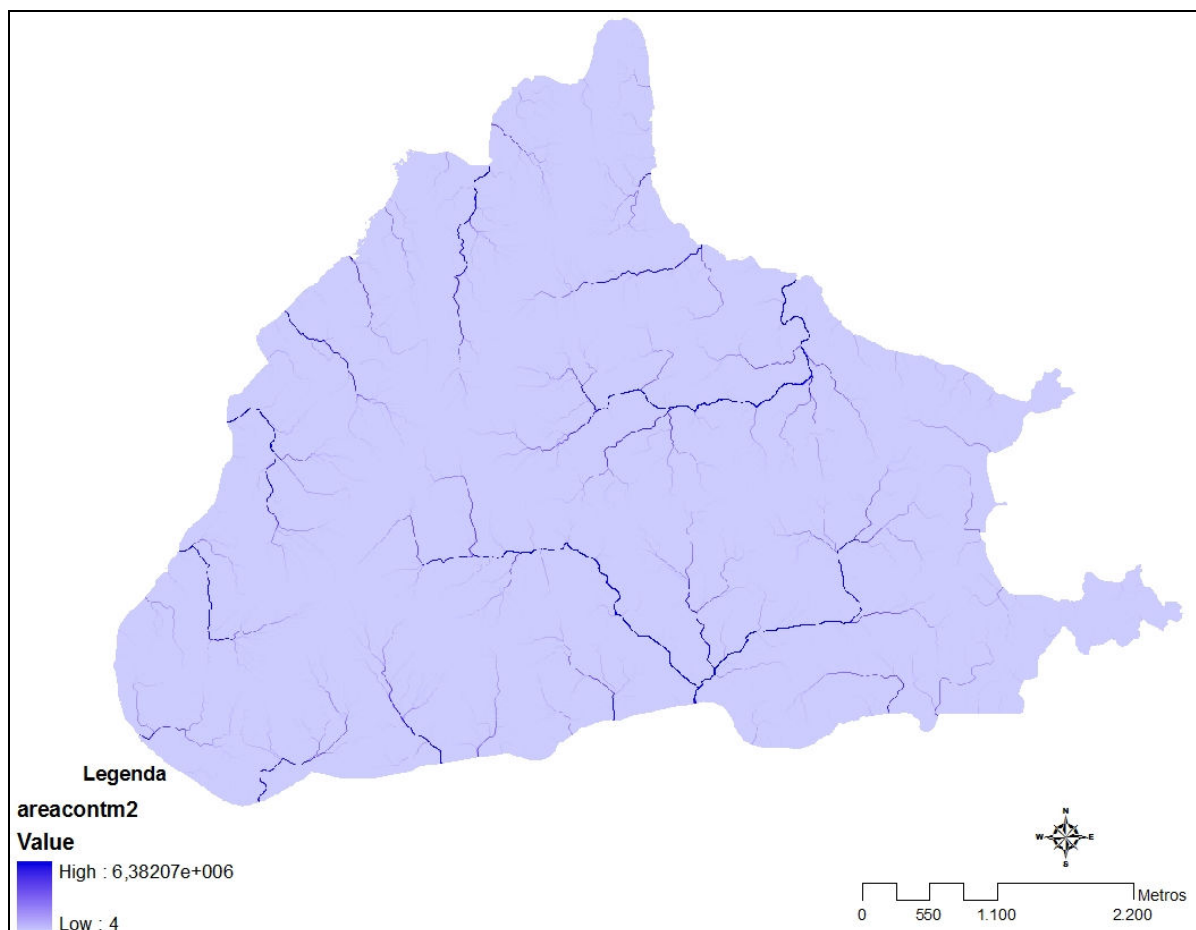 Legenda
areacontm2
Value
High : 6,38207e+006
Low : 4
N
W E
S
Metros
0 550 1.100 2.200